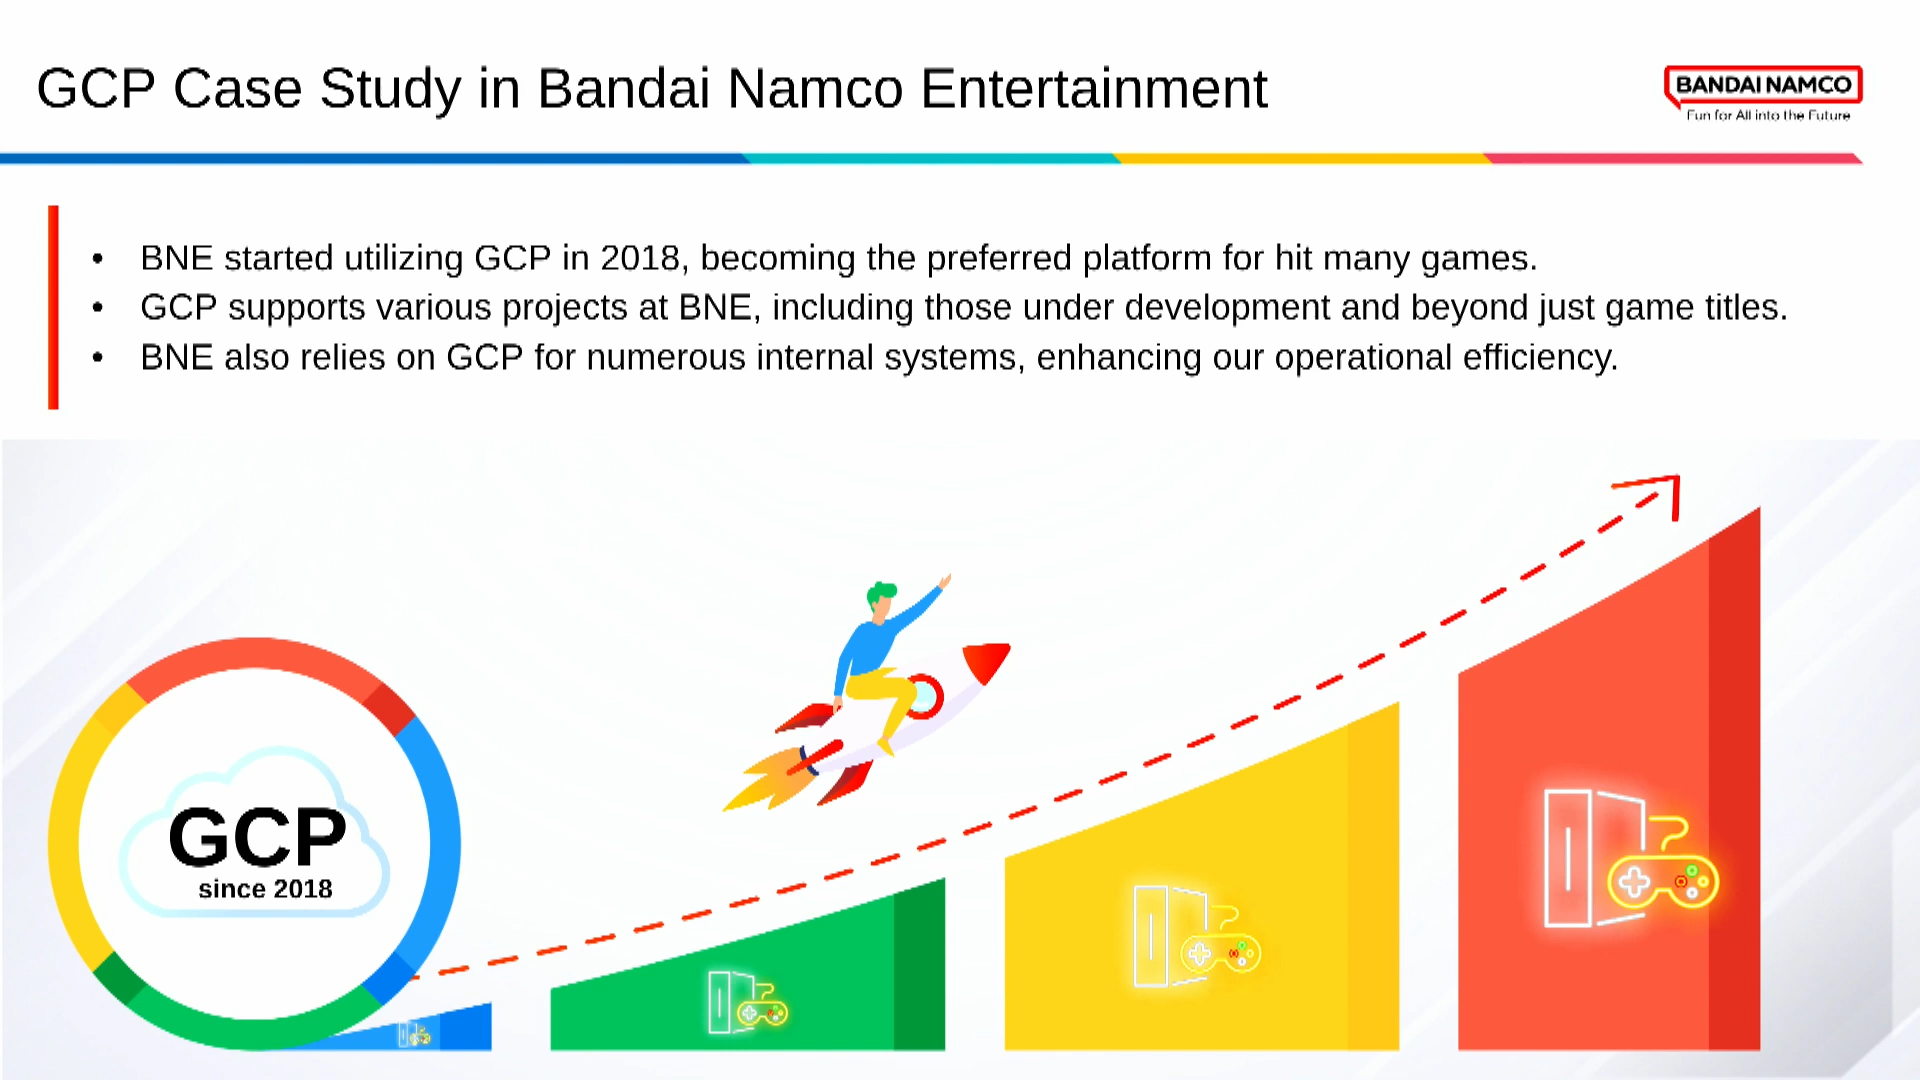 GCP Case Study in Bandai Namco Entertainment
BANDAI NAMCO
Fun for All into the Future
• BNE started utilizing GCP in 2018, becoming the preferred platform for hit many games.
• GCP supports various projects at BNE, including those under development and beyond just game titles.
• BNE also relies on GCP for numerous internal systems, enhancing our operational efficiency.
GCP
since 2018